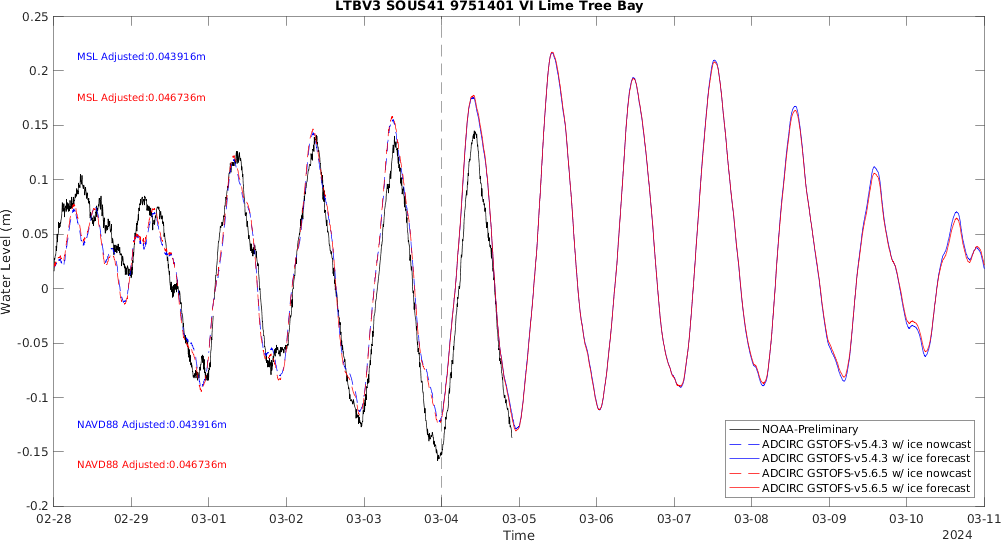 LTBV3 SOUS41 9751401 VI Lime Tree Bay
0.25
0.2
0.15
0.1
0.05
0
-0.05
-0.1
-0.15
-0.2
Water Level (m)
MSL Adjusted:0.043916m
MSL Adjusted:0.046736m
NAVD88 Adjusted:0.043916m
NAVD88 Adjusted:0.046736m
NOAA-Preliminary
ADCIRC GSTOFS-v5.4.3 w/ ice nowcast
ADCIRC GSTOFS-v5.4.3 w/ ice forecast
ADCIRC GSTOFS-v5.6.5 w/ ice nowcast
ADCIRC GSTOFS-v5.6.5 w/ ice forecast
02-28 02-29 03-01 03-02 03-03 03-04 03-05 03-06 03-07 03-08 03-09 03-10 03-11
Time
2024